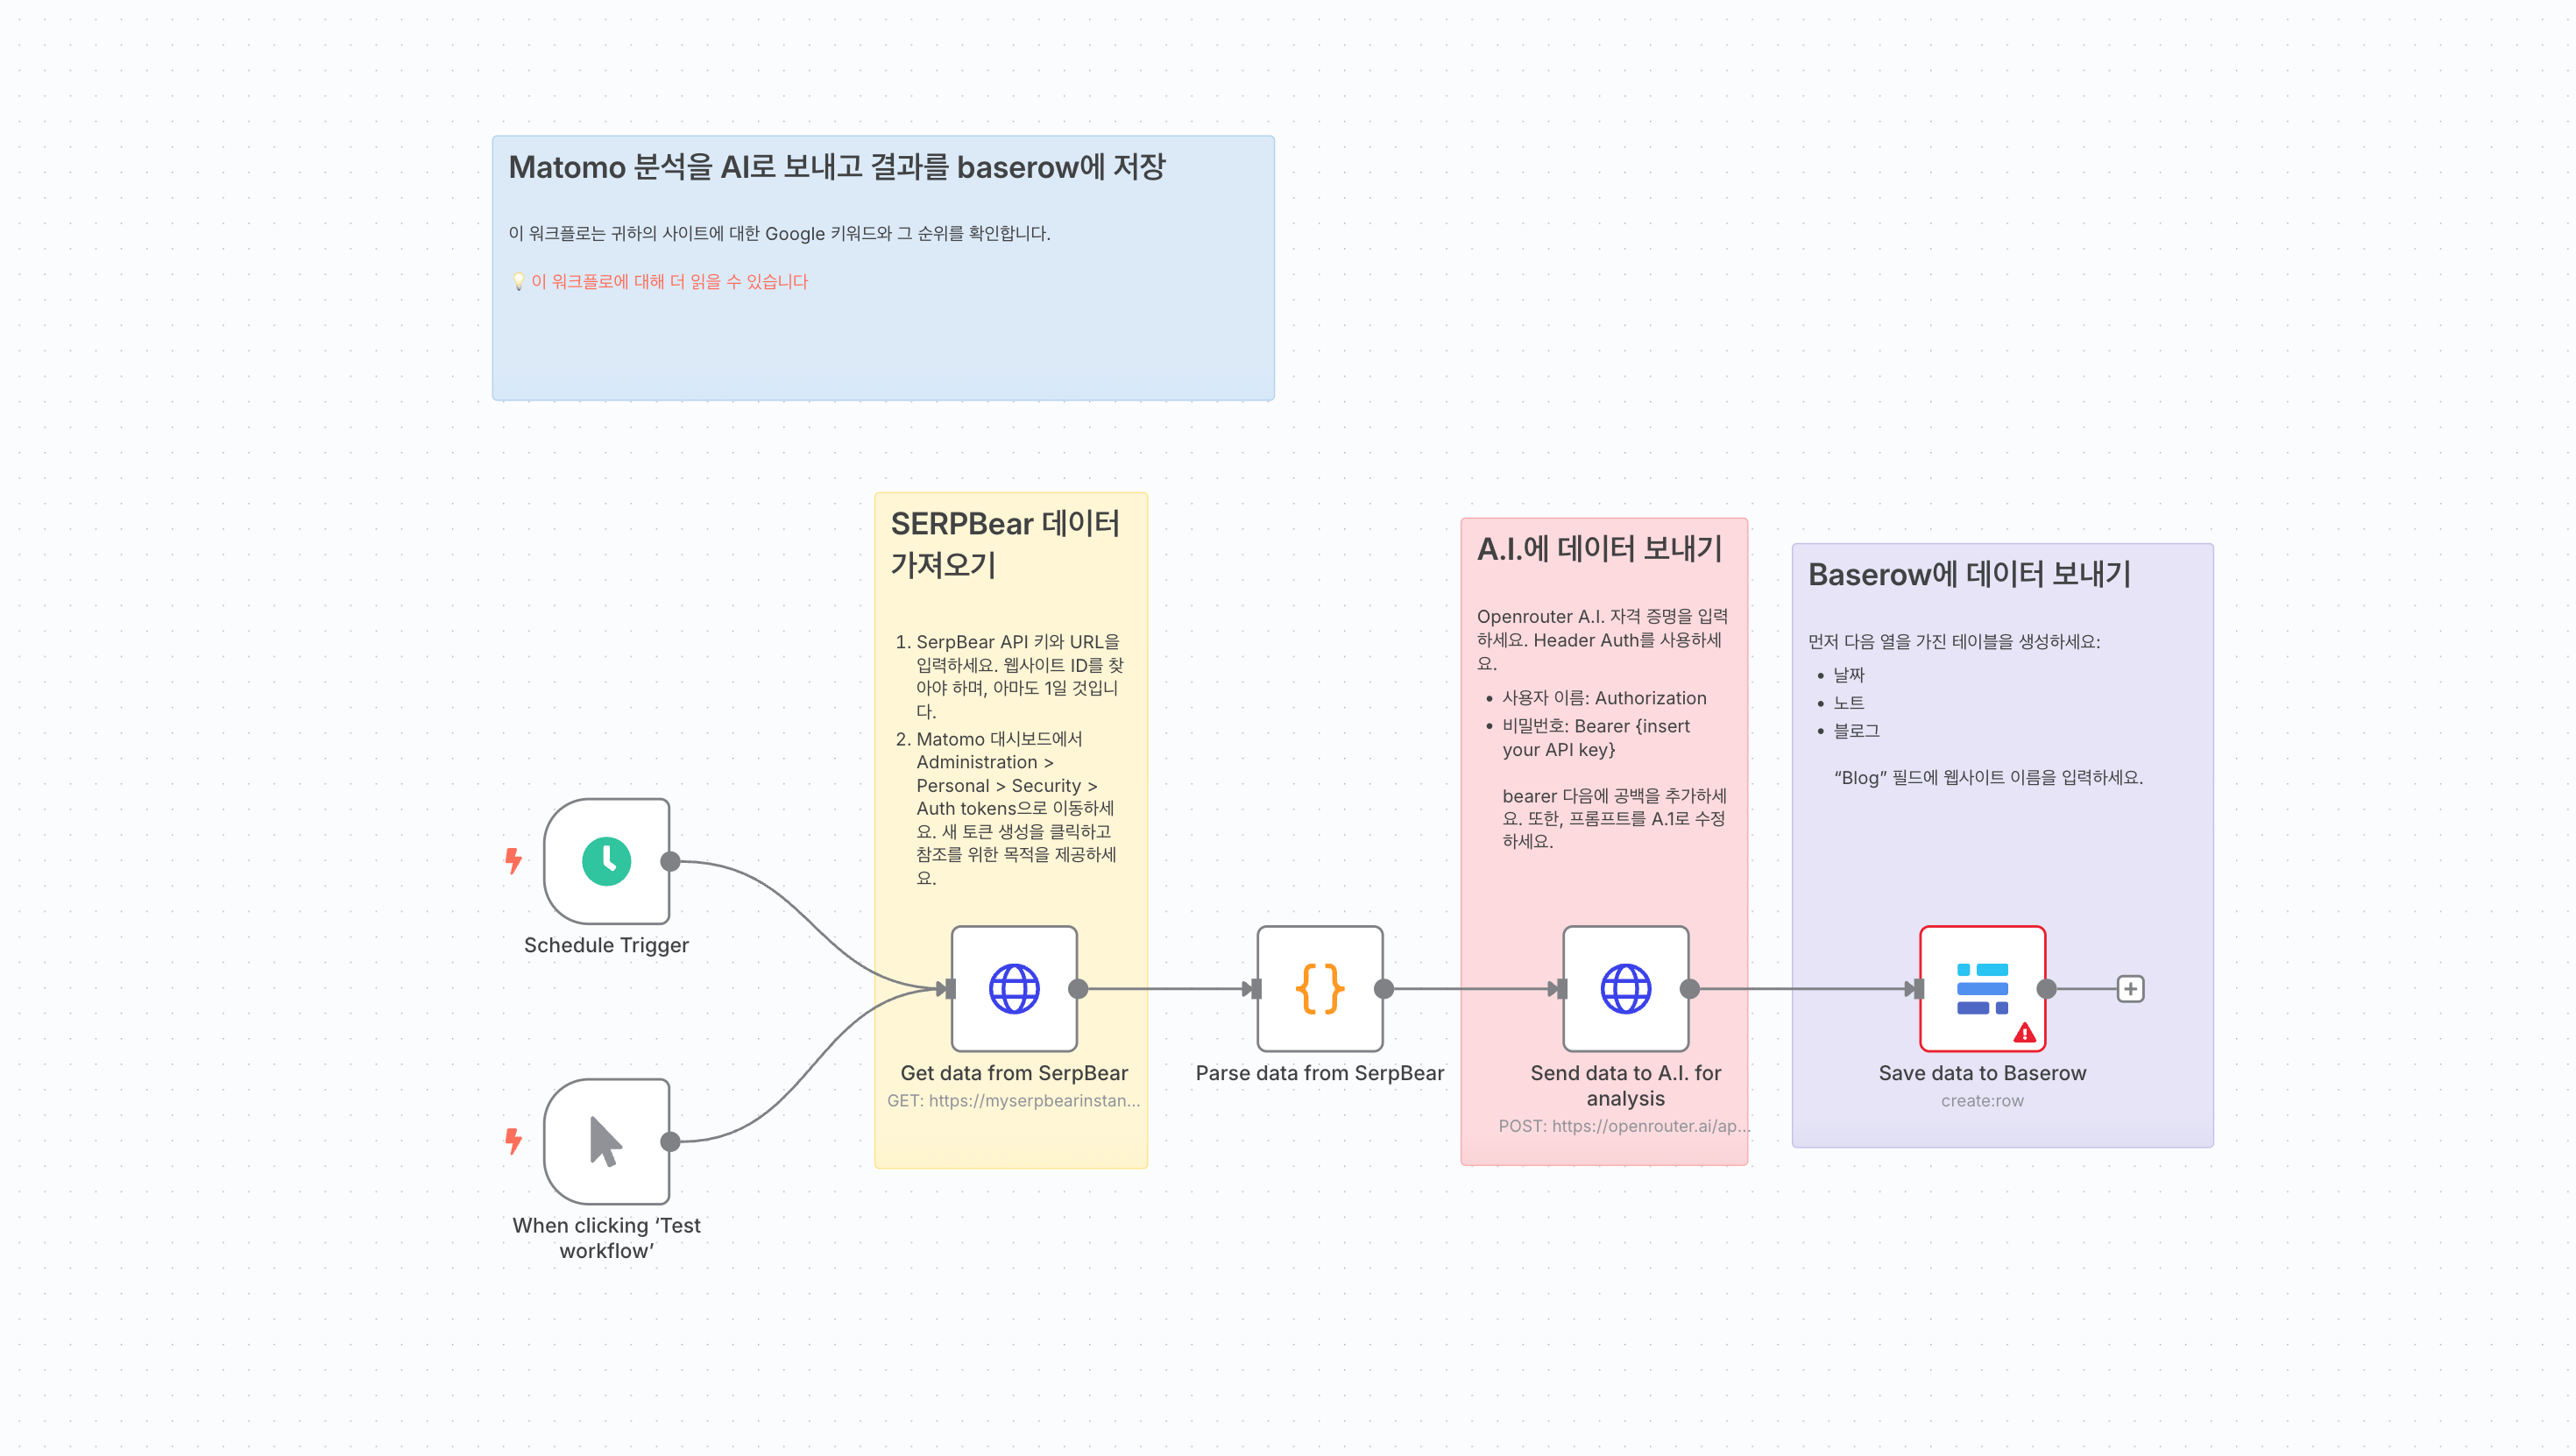 Matomo 분석을 AI로 보내고 결과를 baserow에 저장
이 워크플로는 귀하의 사이트에 대한 Google 키워드와 그 순위를 확인합니다.
💡 이 워크플로에 대해 더 읽을 수 있습니다
SERPBear 데이터
가져오기
1. SerpBear API 키와 URL을
입력하세요. 웹사이트 ID를 찾
아야 하며, 아마도 1일 것입니
다.
2. Matomo 대시보드에서
Administration >
Personal > Security >
Auth tokens으로 이동하세
요. 새 토큰 생성을 클릭하고
참조를 위한 목적을 제공하세
요.
A.I.에 데이터 보내기
Openrouter A.I. 자격 증명을 입력
하세요. Header Auth를 사용하세
요.
• 사용자 이름: Authorization
• 비밀번호: Bearer {insert
your API key}
bearer 다음에 공백을 추가하세
요. 또한, 프롬프트를 A.1로 수정
하세요.
Baserow에 데이터 보내기
먼저 다음 열을 가진 테이블을 생성하세요:
• 날짜
• 노트
• 블로그
“Blog” 필드에 웹사이트 이름을 입력하세요.
Schedule Trigger
When clicking ‘Test
workflow’
Get data from SerpBear
GET: https://myserpbearinstan...
Parse data from SerpBear
Send data to A.I. for
analysis
POST: https://openrouter.ai/ap...
Save data to Baserow
create:row